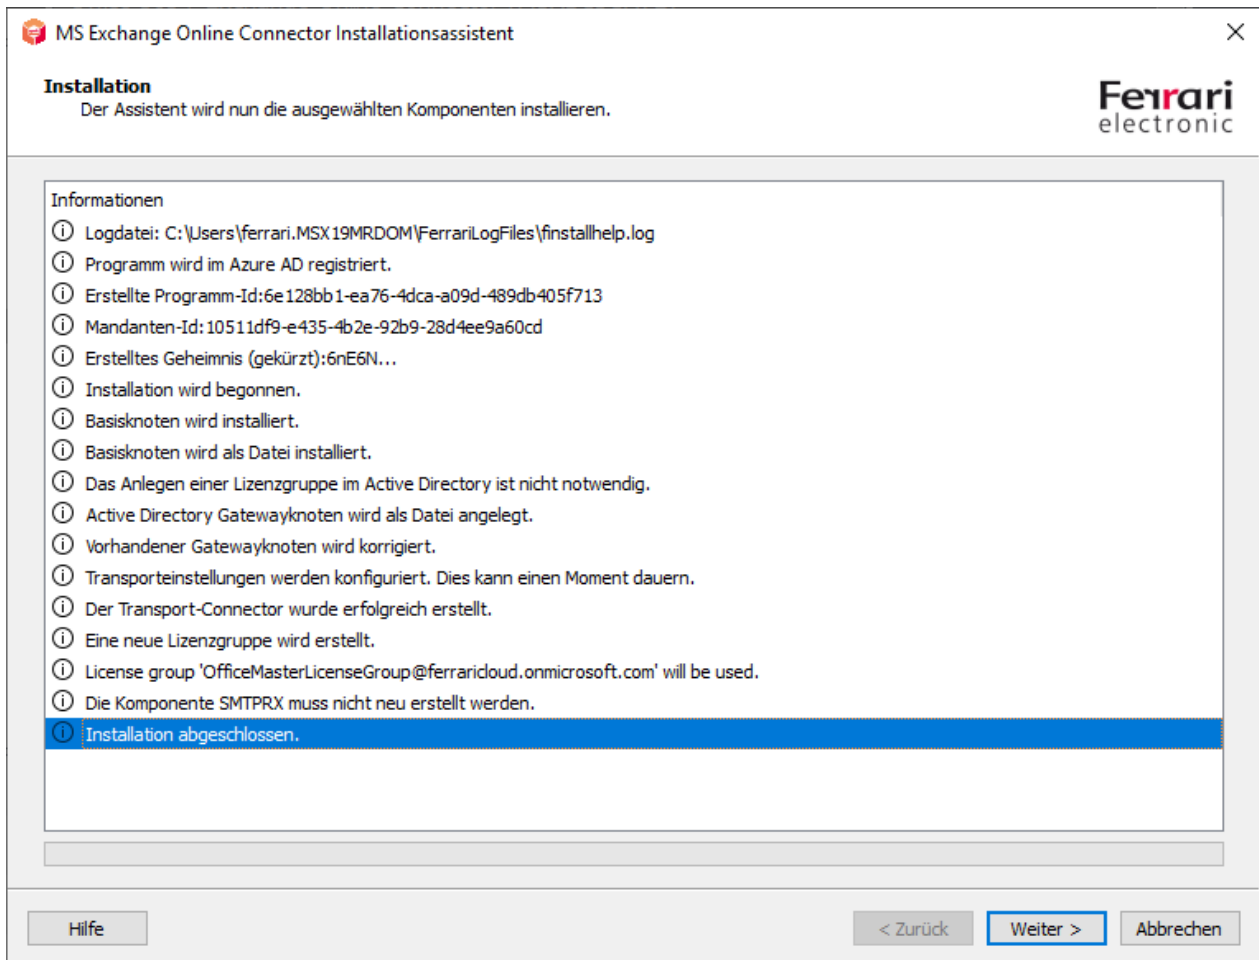 MS Exchange Online Connector Installationsassistent
Installation
Der Assistent wird nun die ausgewählten Komponenten installieren.
Ferrari
electronic
Informationen
Logdatei: C:\Users\ferrari.MSX19MRDOM\FerrariLogFiles\finstallhelp.log
Programm wird im Azure AD registriert.
Erstellte Programm-Id:6e128bb1-ea76-4dca-a09d-489db405f713
Mandanten-Id:10511df9-e435-4b2e-92b9-28d4ee9a60cd
Erstelltes Geheimnis (gekürzt):6nE6N...
Installation wird begonnen.
Basisknoten wird installiert.
Basisknoten wird als Datei installiert.
Das Anlegen einer Lizenzgruppe im Active Directory ist nicht notwendig.
Active Directory Gatewayknoten wird als Datei angelegt.
Vorhandener Gatewayknoten wird korrigiert.
Transporteinstellungen werden konfiguriert. Dies kann einen Moment dauern.
Der Transport-Connector wurde erfolgreich erstellt.
Eine neue Lizenzgruppe wird erstellt.
License group 'OfficeMasterLicenseGroup@ferraricloud.onmicrosoft.com' will be used.
Die Komponente SMTPRX muss nicht neu erstellt werden.
Installation abgeschlossen.
Hilfe
< Zurück
Weiter >
Abbrechen